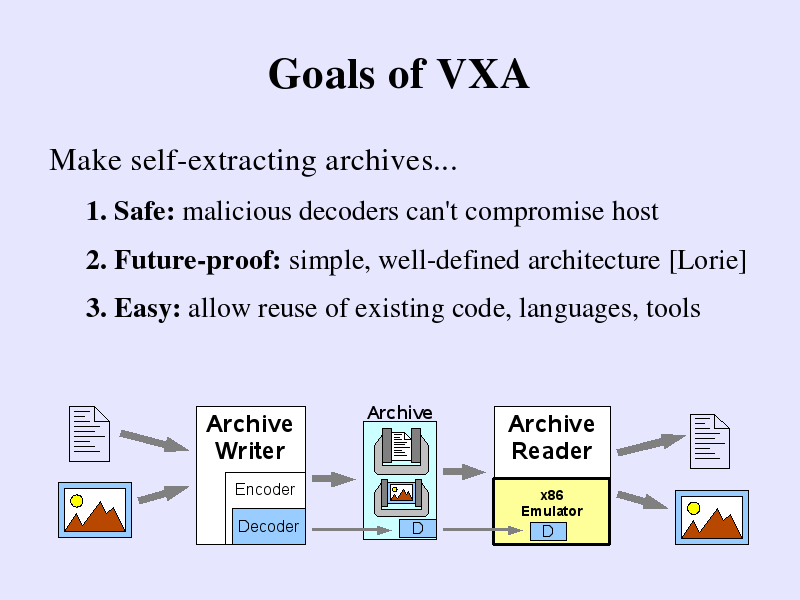 Goals of VXA
Make self-extracting archives...
1. Safe: malicious decoders can't compromise host
2. Future-proof: simple, well-defined architecture [Lorie]
3. Easy: allow reuse of existing code, languages, tools
Archive
Writer
Encoder
Decoder
Archive
D
Archive
Reader
x86
Emulator
D